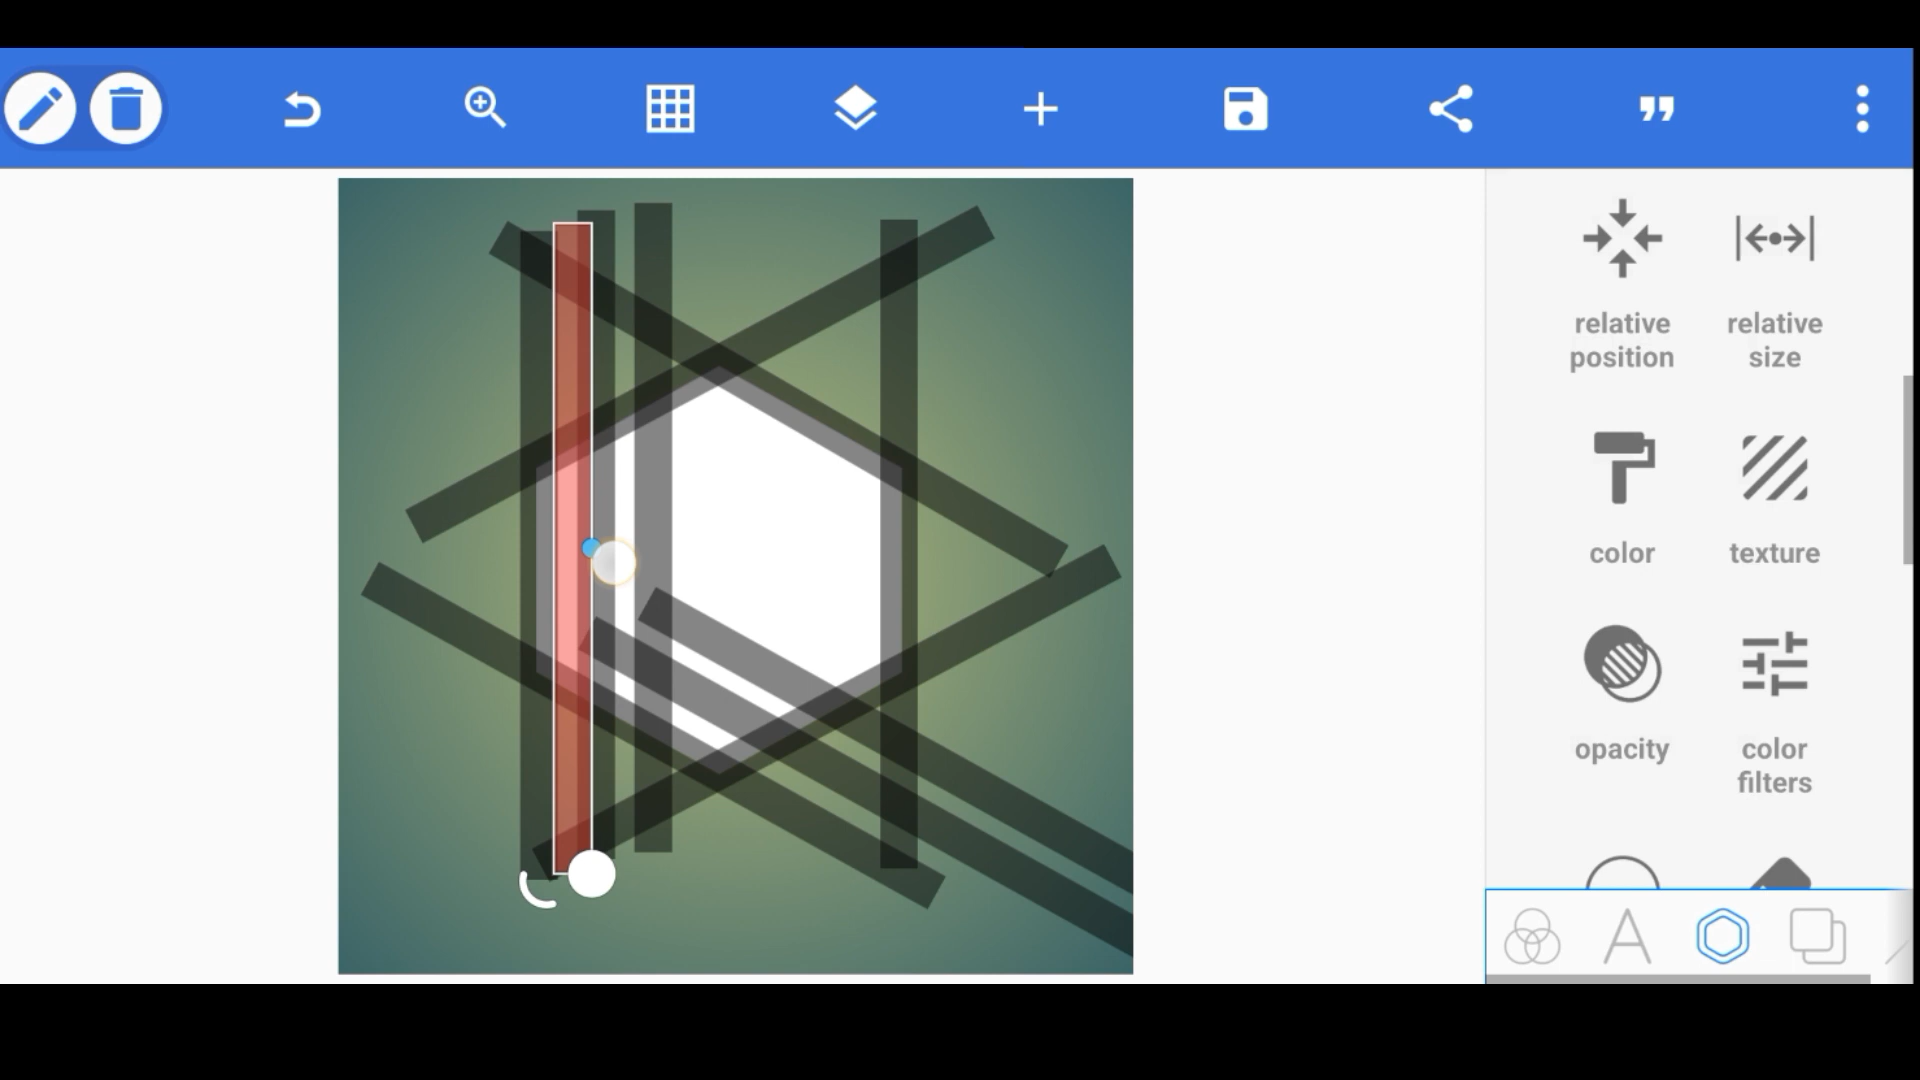 relative
position
relative
size
color
texture
opacity
color
filters